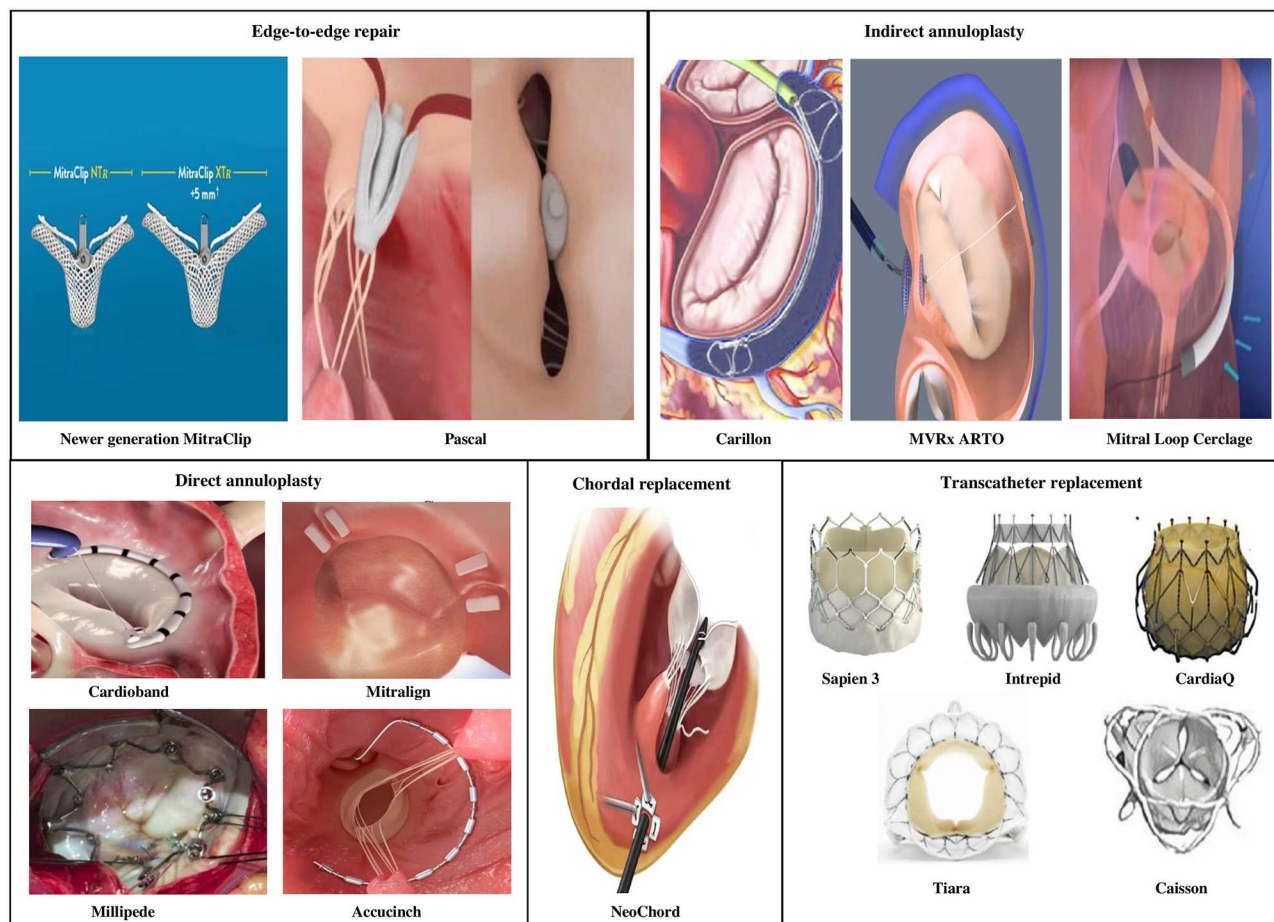 Edge-to-edge repair
MitraClip NTR
MitraClip XTR
+5 mm†
Newer generation MitraClip
Pascal
Indirect annuloplasty
Carillon
MVRx ARTO
Mitral Loop Cerclage
Direct annuloplasty
Cardioband
Mitralign
Millipede
Accucinch
Chordal replacement
NeoChord
Transcatheter replacement
Sapien 3
Intrepid
CardiaQ
Tiara
Caisson